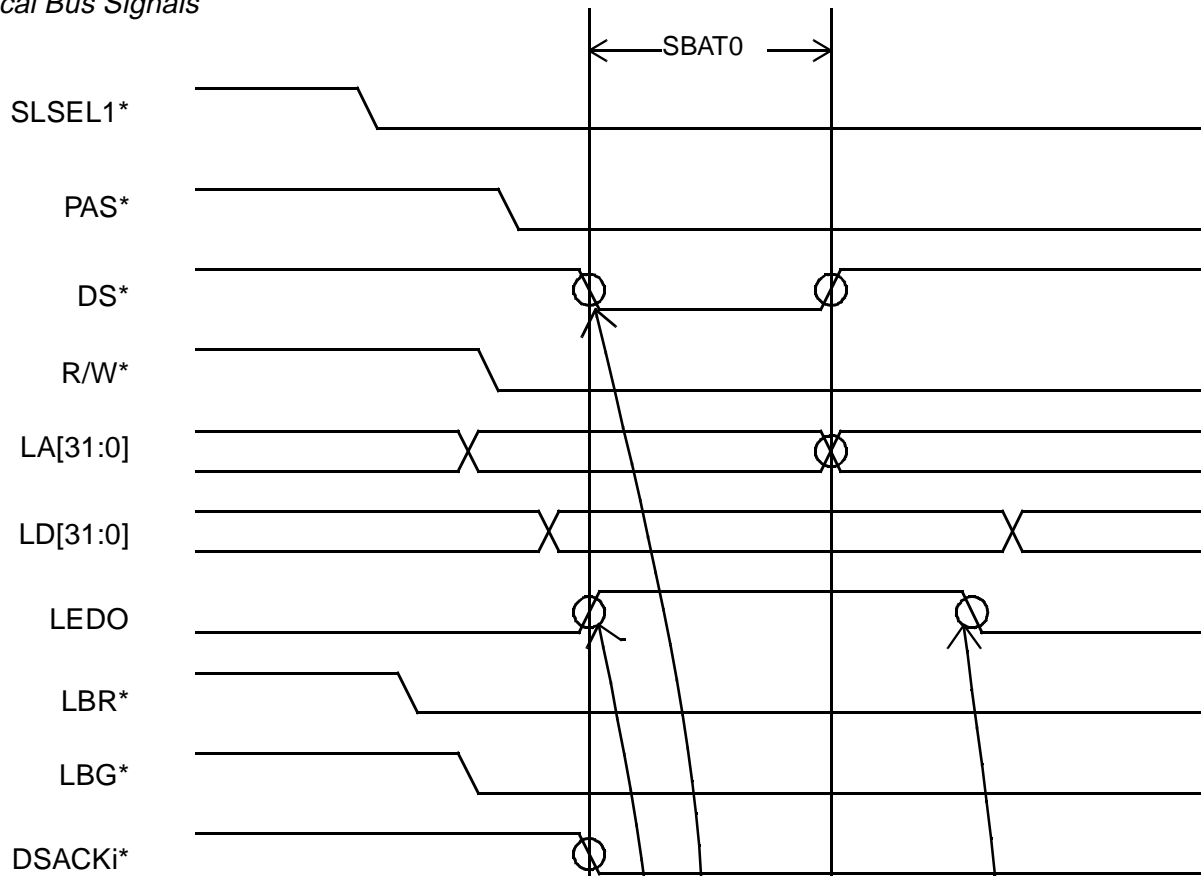 cal Bus Signals
SBAT0
SLSEL1*
PAS*
DS*
R/W*
LA[31:0]
LD[31:0]
LEDO
LBR*
LBG*
DSACKi*